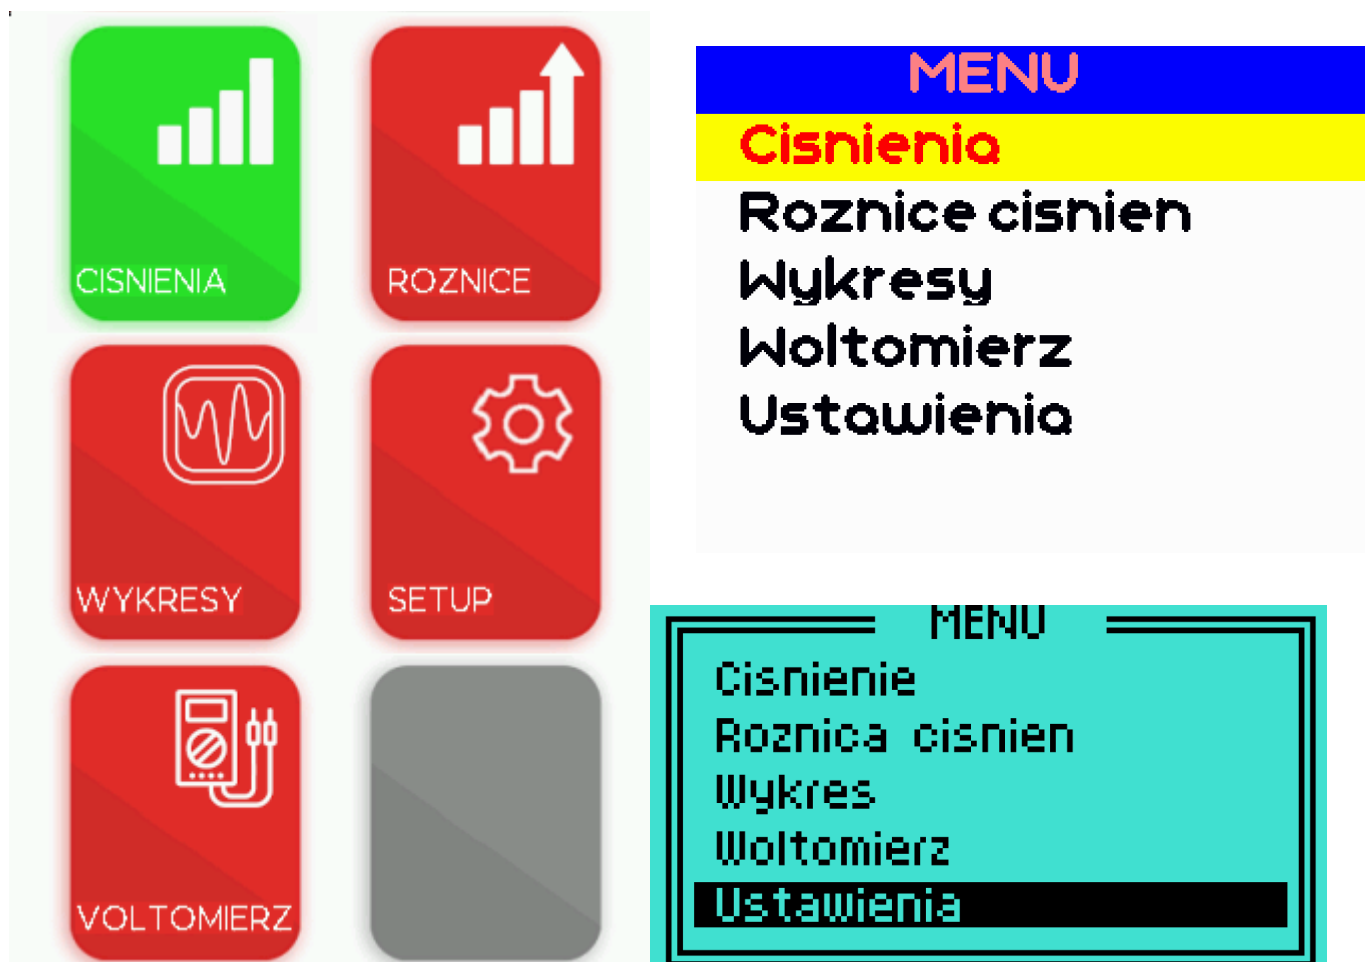 CISNIENIA
ROZNICE
WYKRESY
SETUP
VOLTOMIERZ
MENU
Cisnienia
Roznice cisnien
Wykresy
Woltomierz
Ustawienia
MENU
Cisnienie
Roznica cisnien
Wykres
Woltomierz
Ustawienia